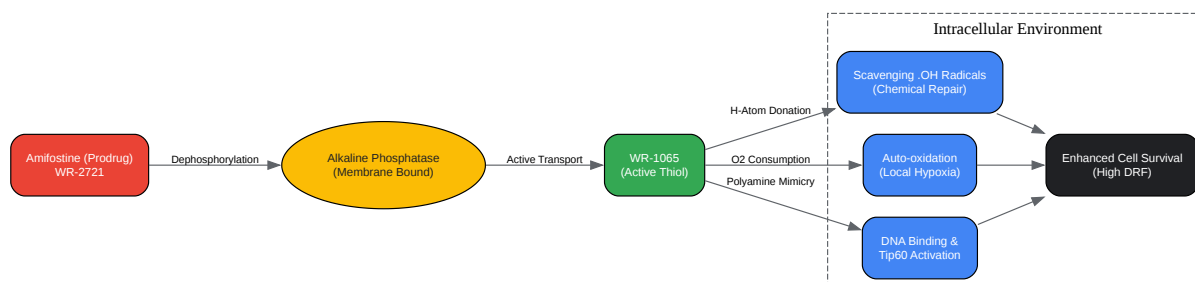 Intracellular Environment
Amifostine (Prodrug)
WR-2721
Dephosphorylation
Alkaline Phosphatase
(Membrane Bound)
Active Transport
WR-1065
(Active Thiol)
H-Atom Donation
O2 Consumption
Polyamine Mimicry
Scavenging .OH Radicals
(Chemical Repair)
Auto-oxidation
(Local Hypoxia)
DNA Binding &
Tip60 Activation
Enhanced Cell Survival
(High DRF)